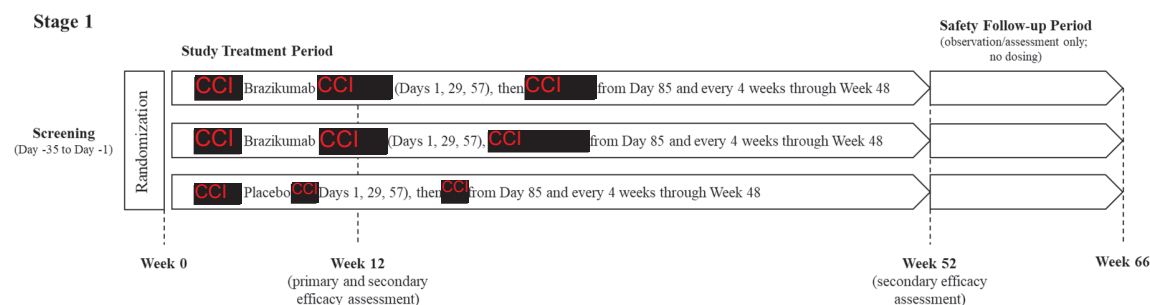 Stage 1
Study Treatment Period
Safety Follow-up Period
(observation/assessment only;
no dosing)
Screening
(Day -35 to Day -1)
Randomization
CCI Brazikumab CCI (Days 1, 29, 57), then CCI from Day 85 and every 4 weeks through Week 48
CCI Brazikumab CCI (Days 1, 29, 57), CCI from Day 85 and every 4 weeks through Week 48
CCI Placebo CCI Days 1, 29, 57), then CCI from Day 85 and every 4 weeks through Week 48
Week 0
Week 12
(primary and secondary
efficacy assessment)
Week 52
(secondary efficacy
assessment)
Week 66